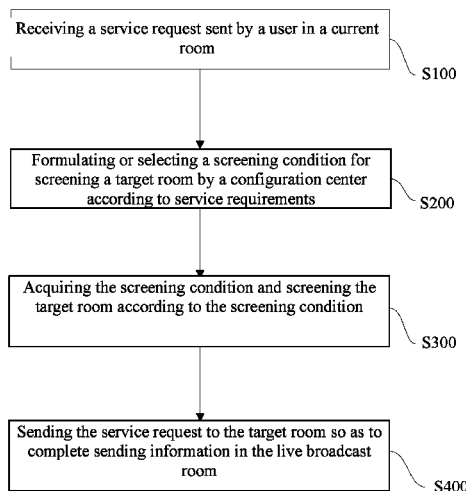 Receiving a service request sent by a user in a current
room
S100
Formulating or selecting a screening condition for
screening a target room by a configuration center
according to service requirements
S200
Acquiring the screening condition and screening the
target room according to the screening condition
S300
Sending the service request to the target room so as to
complete sending information in the live broadcast
room
S400